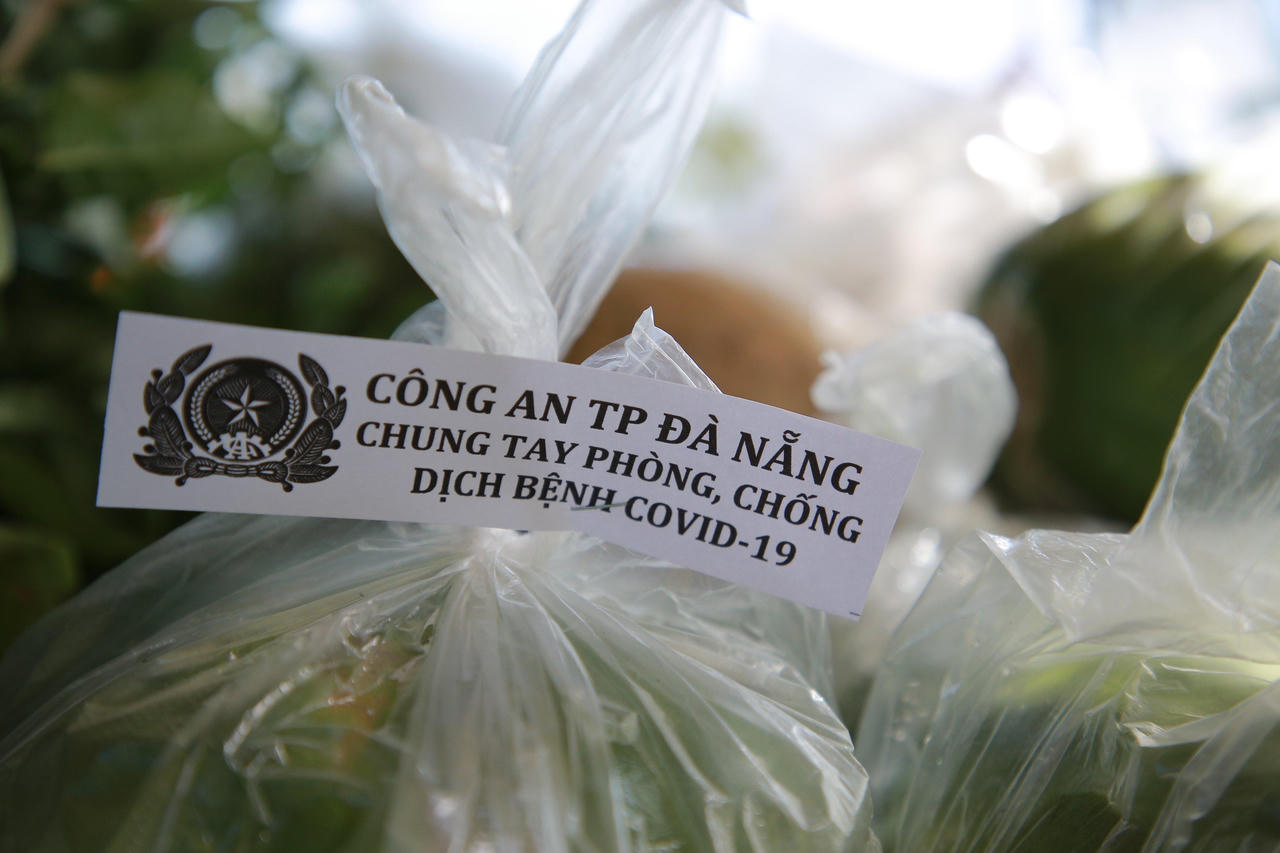 CÔNG AN TP ĐÀ NẴNG
CHUNG TAY PHÒNG, CHỐNG
DỊCH BỆNH COVID-19